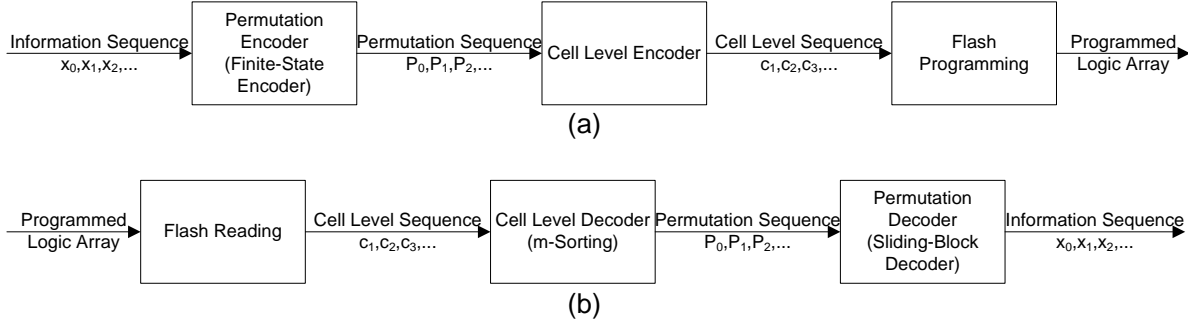 Information Sequence
x0,x1,x2,...
Permutation
Encoder
(Finite-State
Encoder)
Permutation Sequence
P0,P1,P2,...
Cell Level Encoder
Cell Level Sequence
c1,c2,c3,...
Flash
Programming
Programmed
Logic Array
(a)
Programmed
Logic Array
Flash Reading
Cell Level Sequence
c1,c2,c3,...
Cell Level Decoder
(m-Sorting)
Permutation Sequence
P0,P1,P2,...
Permutation
Decoder
(Sliding-Block
Decoder)
Information Sequence
x0,x1,x2,...
(b)